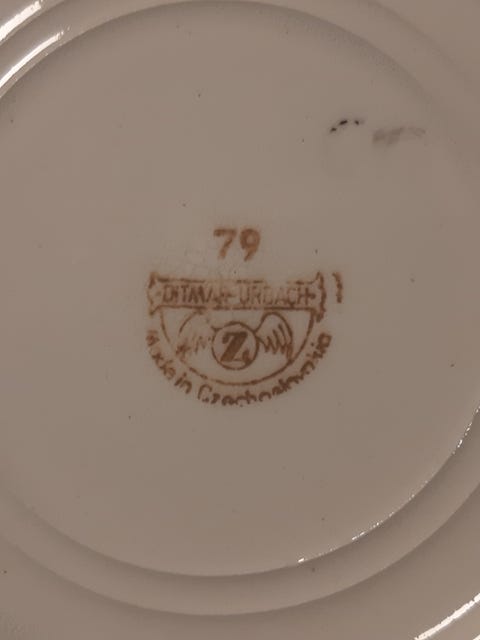 79
DITMAR-URBACH
Z
Made in Czechoslovakia